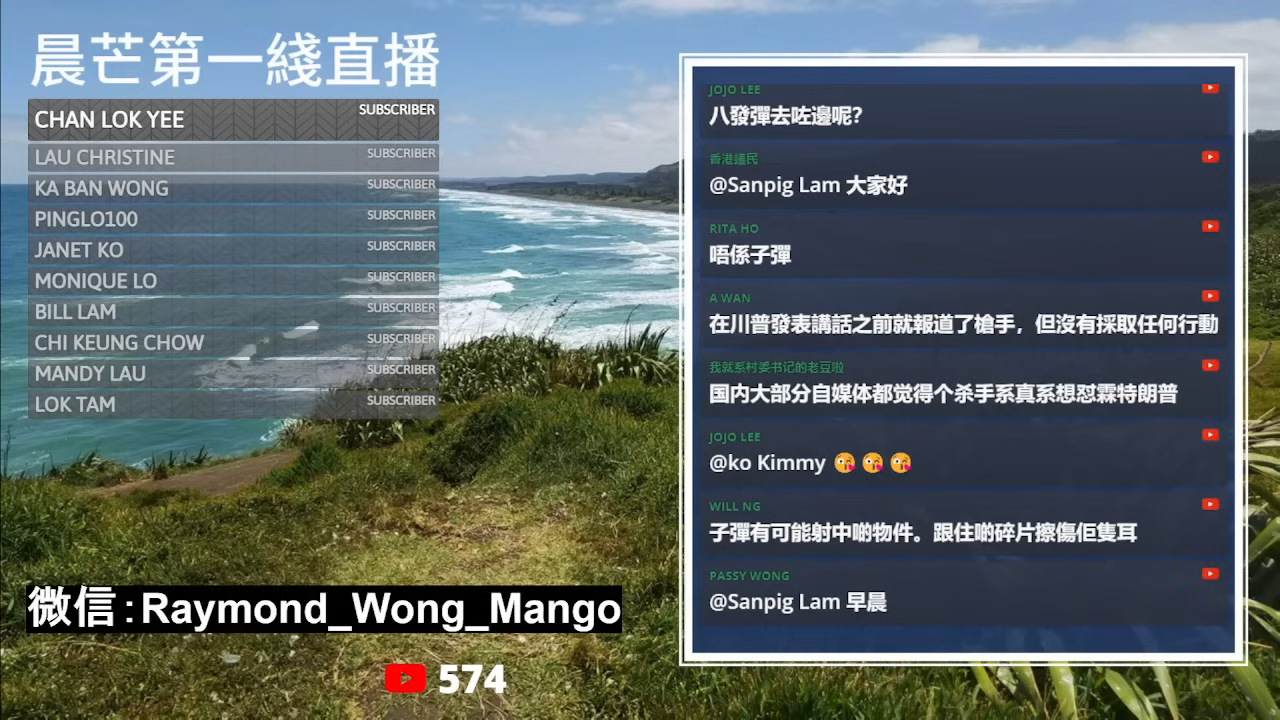 晨芒第一綫直播
CHAN LOK YEE SUBSCRIBER
LAU CHRISTINE SUBSCRIBER
KA BAN WONG SUBSCRIBER
PINGLO100 SUBSCRIBER
JANET KO SUBSCRIBER
MONIQUE LO SUBSCRIBER
BILL LAM SUBSCRIBER
CHI KEUNG CHOW SUBSCRIBER
MANDY LAU SUBSCRIBER
LOK TAM SUBSCRIBER
微信:Raymond_Wong_Mango
574
JOJO LEE
八發彈去咗邊呢?
香港議民
@Sanpig Lam 大家好
RITA HO
唔係子彈
A WAN
在川普發表講話之前就報道了槍手，但沒有採取任何行動
我就系村委书记的老豆啦
国内大部分自媒体都觉得个杀手系真系想怼霖特朗普
JOJO LEE
@ko Kimmy 😘😘😘
WILL NG
子彈有可能射中啲物件。跟住啲碎片擦傷佢隻耳
PASSY WONG
@Sanpig Lam 早晨